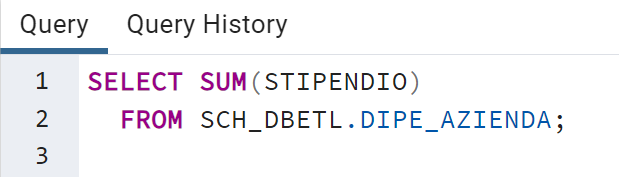 Query Query History
1 SELECT SUM(STIPENDIO)
2 FROM SCH_DBETL.DIPE_AZIENDA;
3